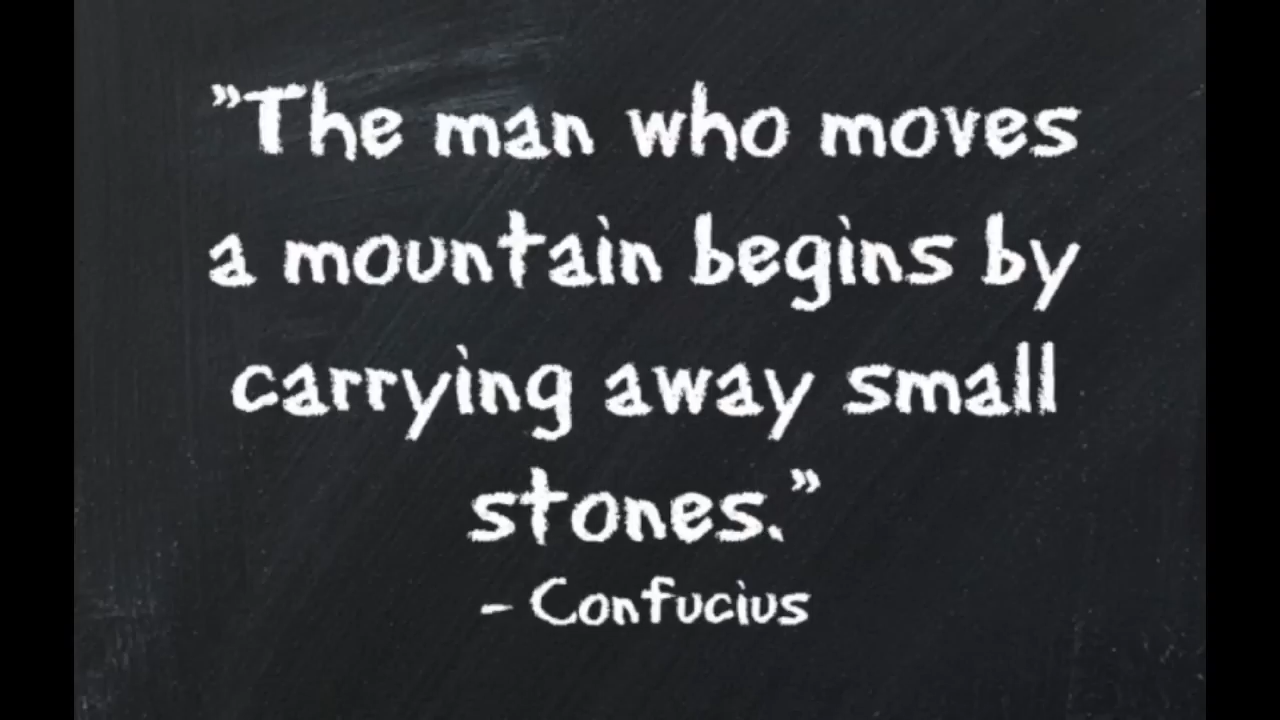 ”The man who moves
a mountain begins by
carrying away small
stones.”
- Confucius